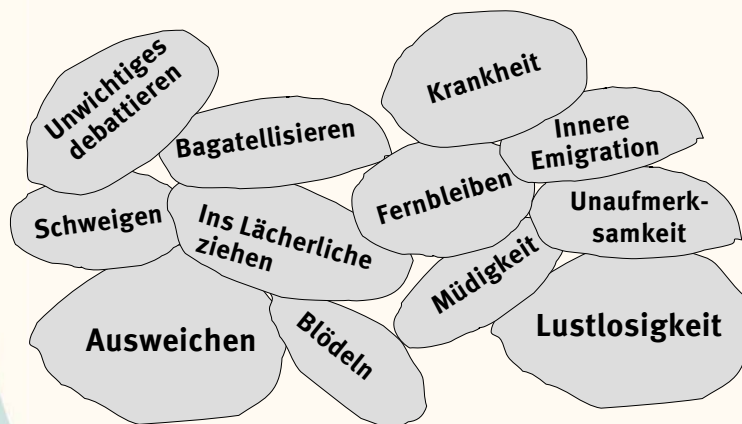 Unwichtiges
debattieren
Bagatellisieren
Schweigen
Ins Lächerliche
ziehen
Ausweichen
Blödeln
Krankheit
Innere
Emigration
Fernbleiben
Unaufmerk-
samkeit
Müdigkeit
Lustlosigkeit